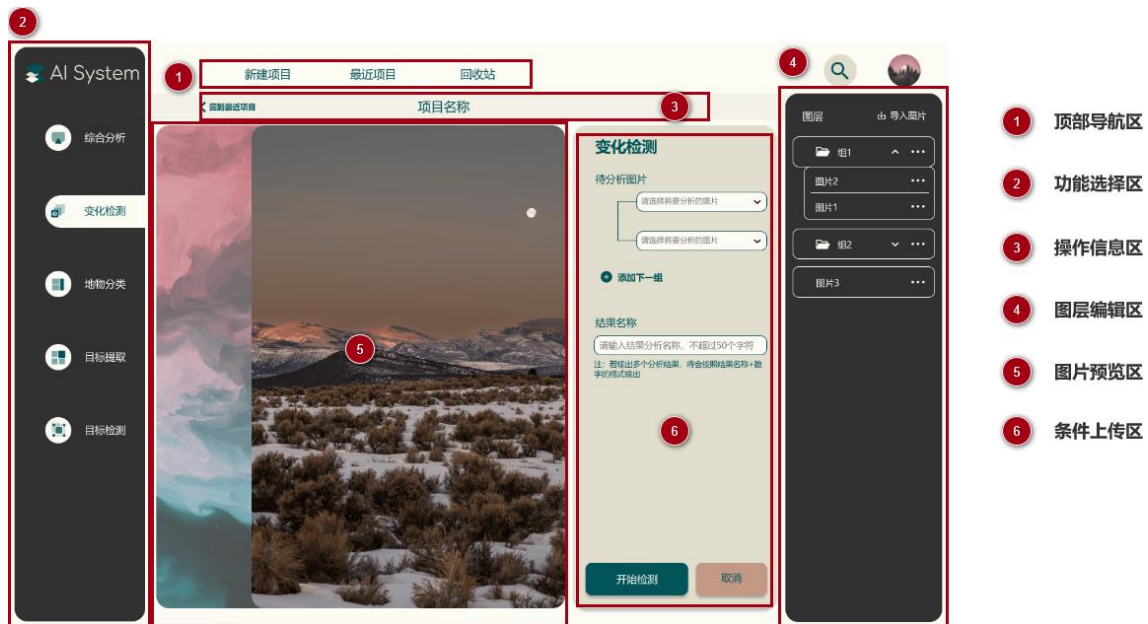 2
AI System
综合分析
变化检测
地物分类
目标提取
目标检测
1
新建项目
最近项目
回收站
回到最近项目
项目名称
3
5
变化检测
待分析图片
请选择将要分析的图片
请选择将要分析的图片
添加下一组
结果名称
请输入结果分析名称，不超过50个字符
注：若输出多个分析结果，将会按照结果名称+数
字的格式输出
6
开始检测
取消
4
图层
导入图片
组1
图片2
图片1
组2
图片3
1 顶部导航区
2 功能选择区
3 操作信息区
4 图层编辑区
5 图片预览区
6 条件上传区